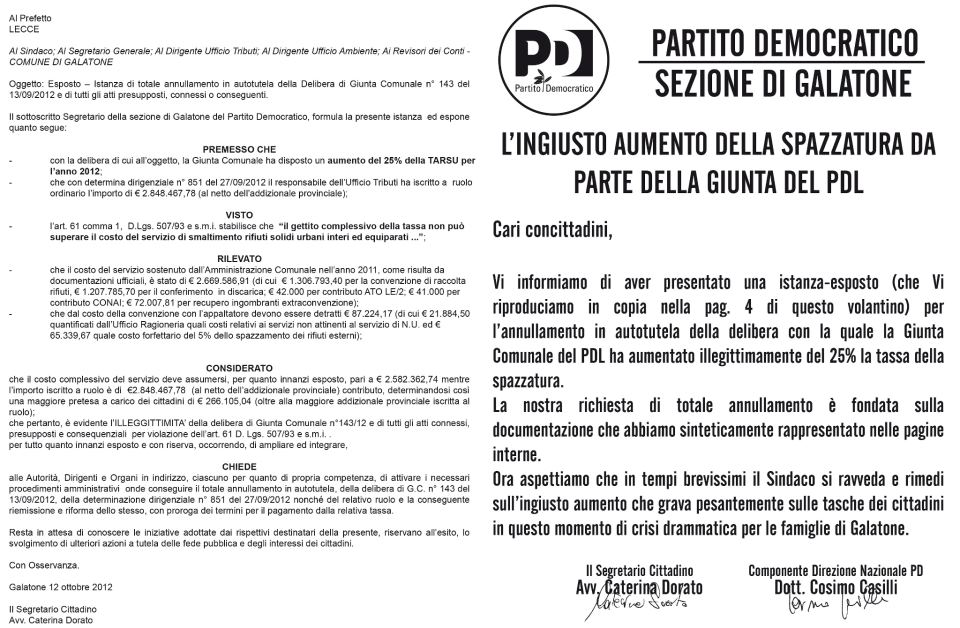 Al Prefetto
LECCE
Al Sindaco; Al Segretario Generale; Al Dirigente Ufficio Tributi; Al Dirigente Ufficio Ambiente; Ai Revisori dei Conti -
COMUNE DI GALATONE
Oggetto: Esposto – Istanza di totale annullamento in autotutela della Delibera di Giunta Comunale n° 143 del
13/09/2012 e di tutti gli atti presupposti, connessi o conseguenti.
Il sottoscritto Segretario della sezione di Galatone del Partito Democratico, formula la presente istanza ed espone
quanto segue:
PREMESSO CHE
- con la delibera di cui all'oggetto, la Giunta Comunale ha disposto un aumento del 25% della TARSU per
l'anno 2012;
- che con determina dirigenziale n° 851 del 27/09/2012 il responsabile dell'Ufficio Tributi ha iscritto a ruolo
ordinario l'importo di € 2.848.467,78 (al netto dell'addizionale provinciale);
VISTO
- l'art. 61 comma 1, D.Lgs. 507/93 e s.m.i. stabilisce che “il gettito complessivo della tassa non può
superare il costo del servizio di smaltimento rifiuti solidi urbani interi ed equiparati ...”;
RILEVATO
- che il costo del servizio sostenuto dall'Amministrazione Comunale nell'anno 2011, come risulta da
documentazioni ufficiali, è stato di € 2.669.586,91 (di cui € 1.306.793,40 per la convenzione di raccolta
rifiuti, € 1.207.785,70 per il conferimento in discarica; € 42.000 per contributo ATO LE/2; € 41.000 per
contributo CONAI; € 72.007,81 per recupero ingombranti extraconvenzione);
- che dal costo della convenzione con l'appaltatore devono essere detratti € 87.224,17 (di cui € 21.884,50
quantificati dall'Ufficio Ragioneria quali costi relativi ai servizi non attinenti al servizio di N.U. ed €
65.339,67 quale costo forfettario del 5% dello spazzamento dei rifiuti esterni);
CONSIDERATO
che il costo complessivo del servizio deve assumersi, per quanto innanzi esposto, pari a € 2.582.362,74 mentre
l'importo iscritto a ruolo è di €2.848.467,78 (al netto dell'addizionale provinciale) contributo, determinandosi così
una maggiore pretesa a carico dei cittadini di € 266.105,04 (oltre alla maggiore addizionale provinciale iscritta al
ruolo);
che pertanto, è evidente l'ILLEGGITTIMITA' della delibera di Giunta Comunale n°143/12 e di tutti gli atti connessi,
presupposti e consequenziali per violazione dell'art. 61 D. Lgs. 507/93 e s.m.i. .
per tutto quanto innanzi esposto e con riserva, occorrendo, di ampliare ed integrare,
CHIEDE
alle Autorità, Dirigenti e Organi in indirizzo, ciascuno per quanto di propria competenza, di attivare i necessari
procedimenti amministrativi onde conseguire il totale annullamento in autotutela, della delibera di G.C. n° 143 del
13/09/2012, della determinazione dirigenziale n° 851 del 27/09/2012 nonché del relativo ruolo e la conseguente
riemissione e riforma dello stesso, con proroga dei termini per il pagamento dalla relativa tassa.
Resta in attesa di conoscere le iniziative adottate dai rispettivi destinatari della presente, riservano all'esito, lo
svolgimento di ulteriori azioni a tutela delle fede pubblica e degli interessi dei cittadini.
Con Osservanza.
Galatone 12 ottobre 2012
Il Segretario Cittadino
Avv. Caterina Dorato
PD
Partito Democratico
PARTITO DEMOCRATICO
SEZIONE DI GALATONE
L'INGIUSTO AUMENTO DELLA SPAZZATURA DA
PARTE DELLA GIUNTA DEL PDL
Cari concittadini,
Vi informiamo di aver presentato una istanza-esposto (che Vi
riproduciamo in copia nella pag. 4 di questo volantino) per
l'annullamento in autotutela della delibera con la quale la Giunta
Comunale del PDL ha aumentato illegittimamente del 25% la tassa della
spazzatura.
La nostra richiesta di totale annullamento è fondata sulla
documentazione che abbiamo sinteticamente rappresentato nelle pagine
interne.
Ora aspettiamo che in tempi brevissimi il Sindaco si ravveda e rimedi
sull'ingiusto aumento che grava pesantemente sulle tasche dei cittadini
in questo momento di crisi drammatica per le famiglie di Galatone.
Il Segretario Cittadino
Avv. Caterina Dorato
Caterina Dorato
Componente Direzione Nazionale PD
Dott. Cosimo Casilli